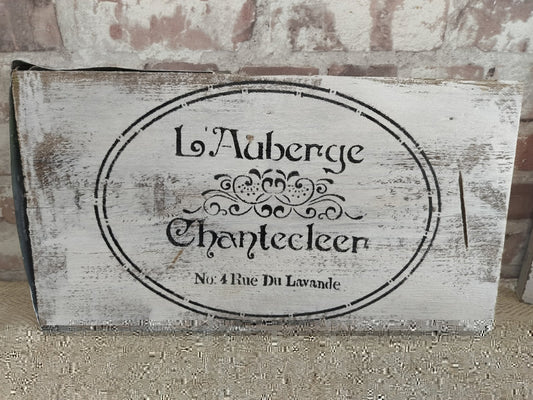 L'Auberge
Chantecleer
No: 4 Rue Du Lavande